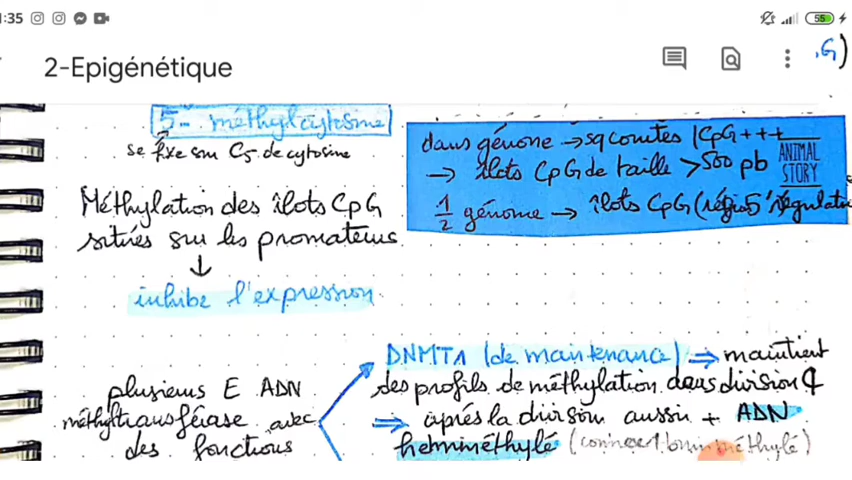 :35
55
2-Epigénétique
.G)
5- méthylcytosine
se fixe sur C5 de cytosine
dans génome → sq courtes CpG+++
→ îlots CpG de taille > 500 pb
1/2 génome → îlots CpG (région 5' régulat
ANIMAL
STORY
Méthylation des îlots CpG
situés sur les promoteurs
↓
inhibe l'expression
plusieurs E ADN
méthyltransférase avec
des fonctions
DNMT1 (de maintenance) ⇒ maintient
des profils de méthylation dans division
⇒ après la division aussi + ADN
hemiméthylé